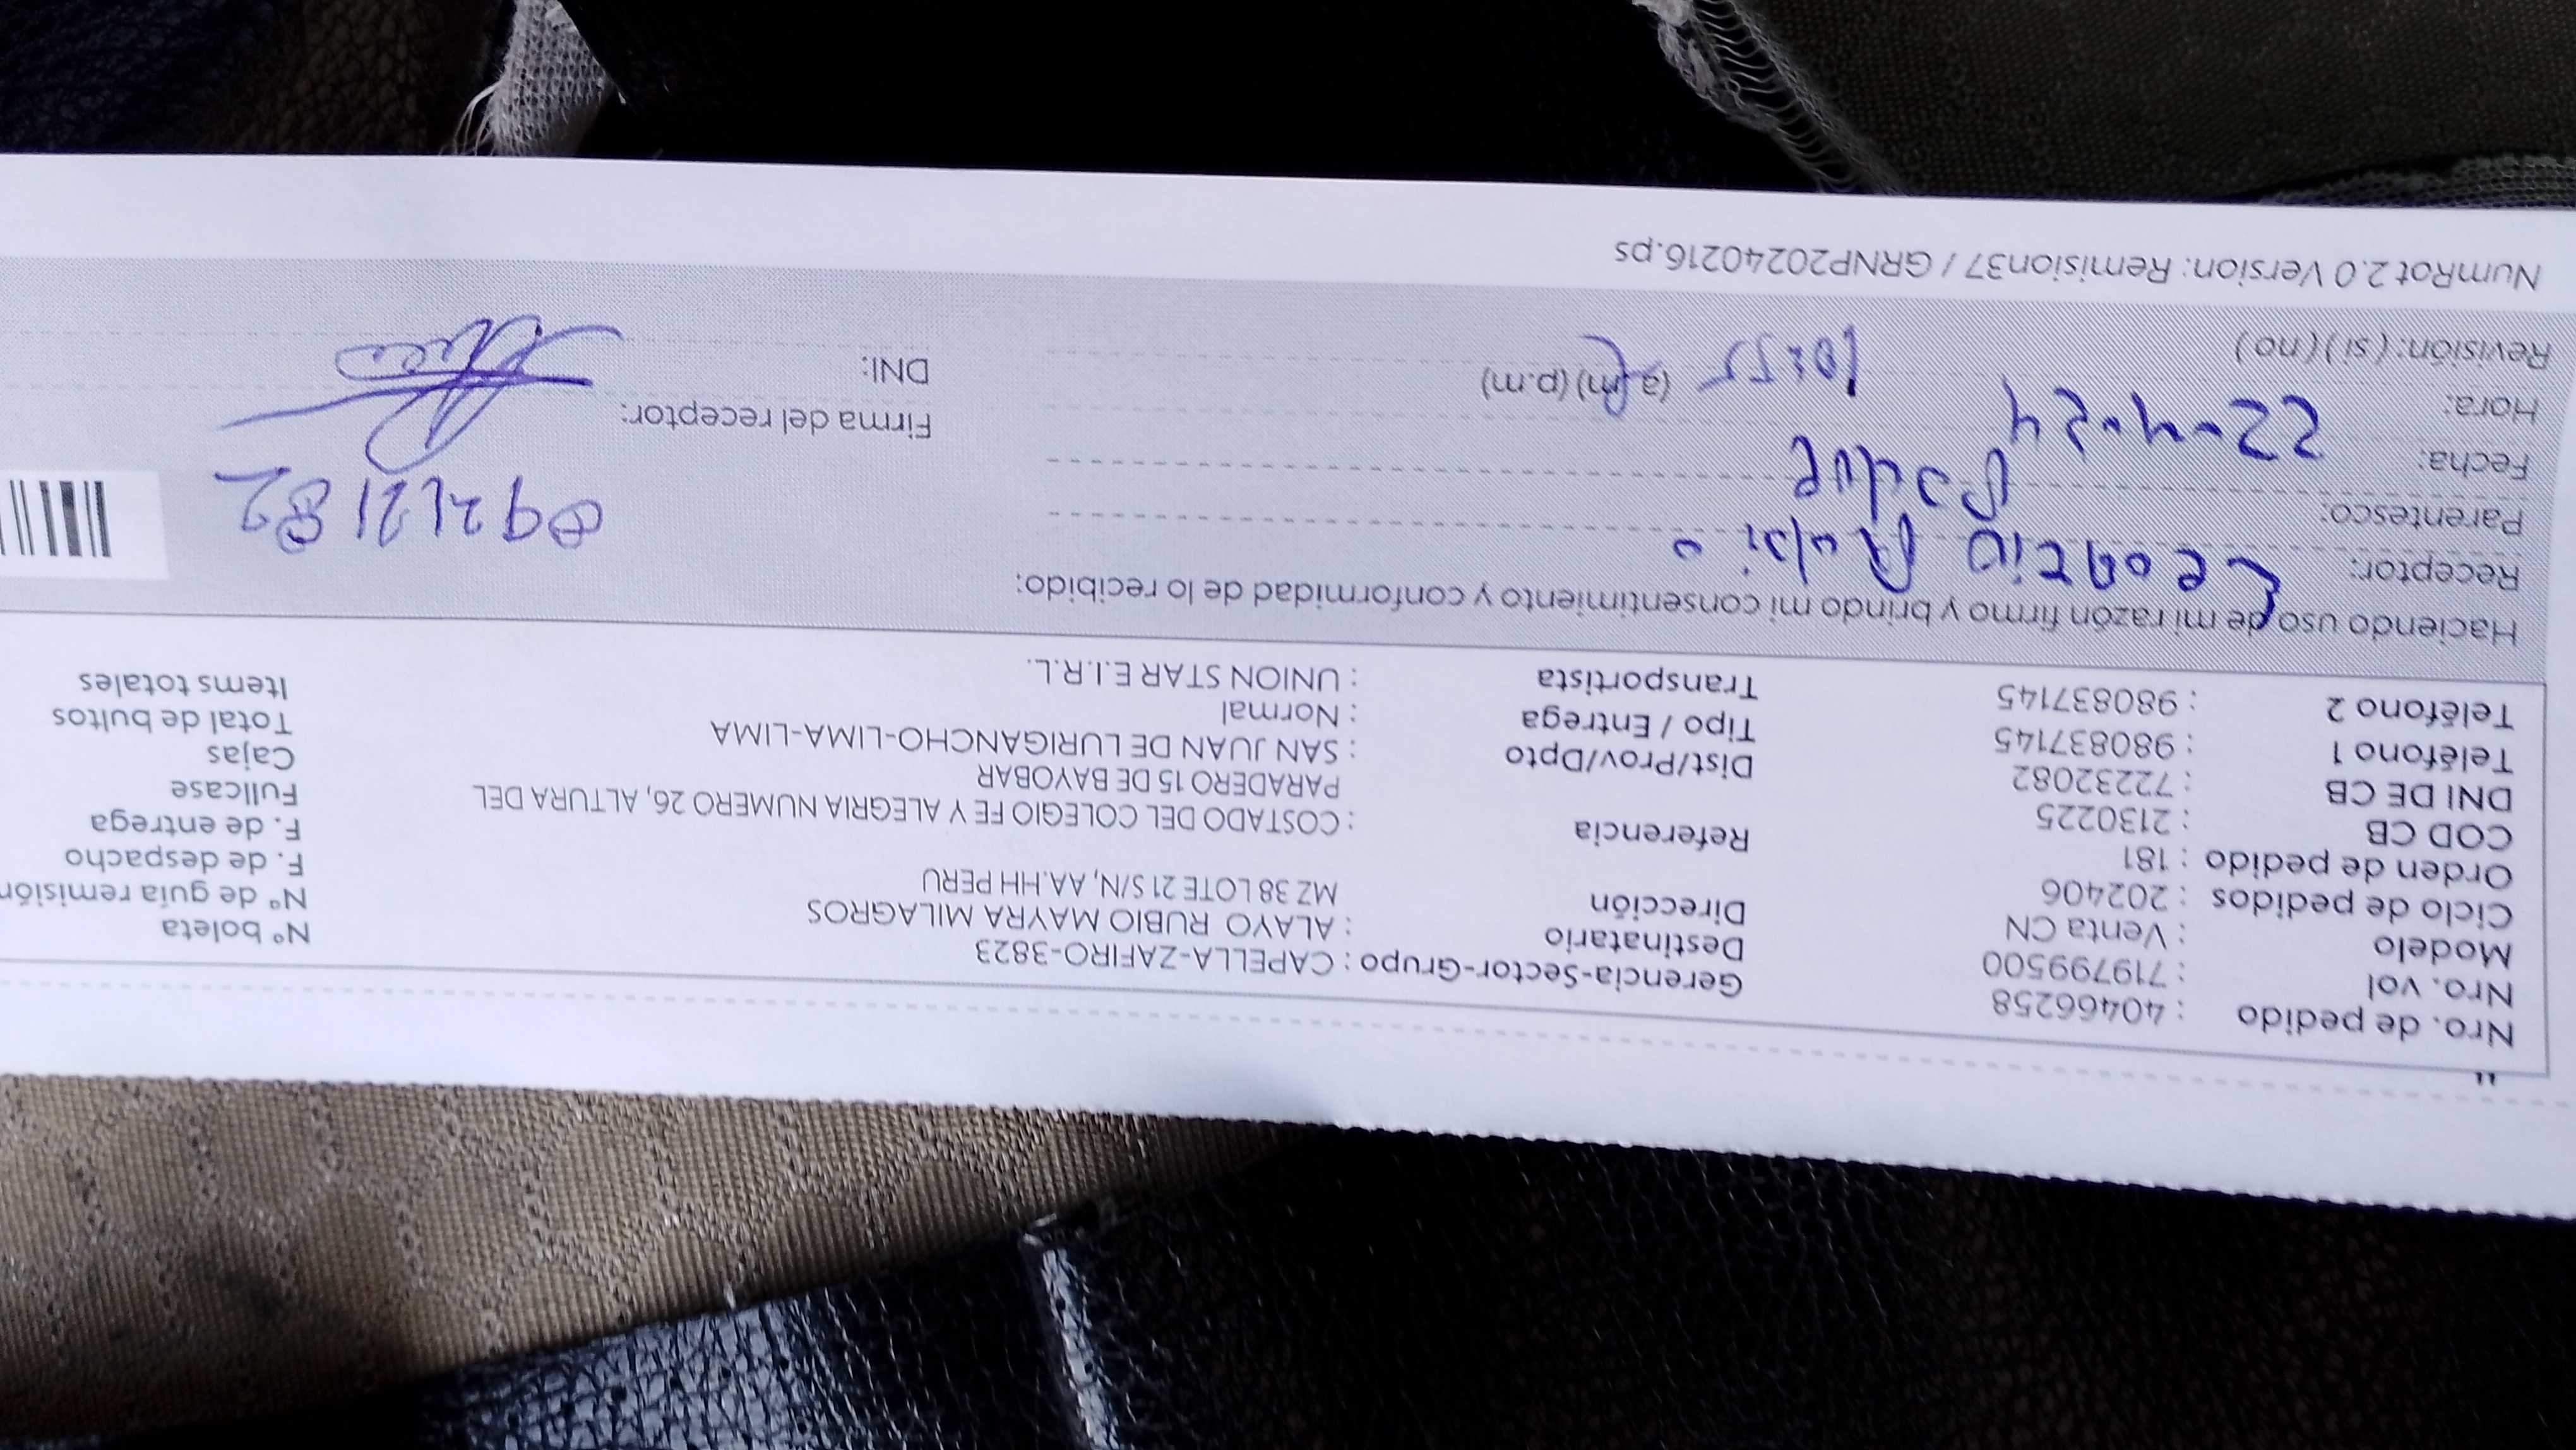 Nro. de pedido : 40466258
Nro. vol : 719799500
Modelo : Venta CN
Ciclo de pedidos : 202406
Orden de pedido : 181
COD CB : 2130225
DNI DE CB : 72232082
Teléfono 1 : 980837145
Teléfono 2 : 980837145
Gerencia-Sector-Grupo : CAPELLA-ZAFIRO-3823
Destinatario : ALAYO RUBIO MAYRA MILAGROS
Dirección MZ 38 LOTE 21 S/N, AA.HH PERU
Referencia : COSTADO DEL COLEGIO FE Y ALEGRIA NUMERO 26, ALTURA DEL
PARADERO 15 DE BAYOBAR
Dist/Prov/Dpto : SAN JUAN DE LURIGANCHO-LIMA-LIMA
Tipo / Entrega : Normal
Transportista : UNION STAR E.I.R.L.
N° boleta
N° de guía remisión
F. de despacho
F. de entrega
Fullcase
Cajas
Total de bultos
Items totales
Haciendo uso de mi razón firmo y brindo mi consentimiento y conformidad de lo recibido:
Receptor: Leoncio Rubio
Parentesco: Padre
Fecha: 22-4-24
Hora: 10:55 (a.m) (p.m)
Revisión: (si) (no)
Firma del receptor:
DNI:
NumRot 2.0 Version: Remision37 / GRNP20240216.ps